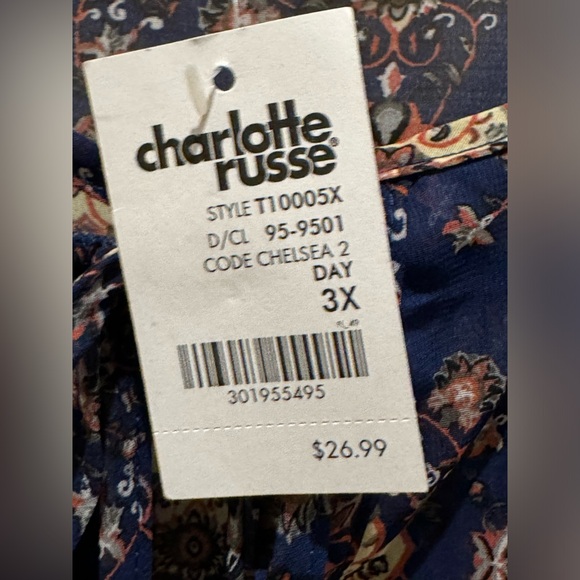 charlotte
russe®
STYLE T10005X
D/CL 95-9501
CODE CHELSEA 2
DAY
3X
301955495
$26.99